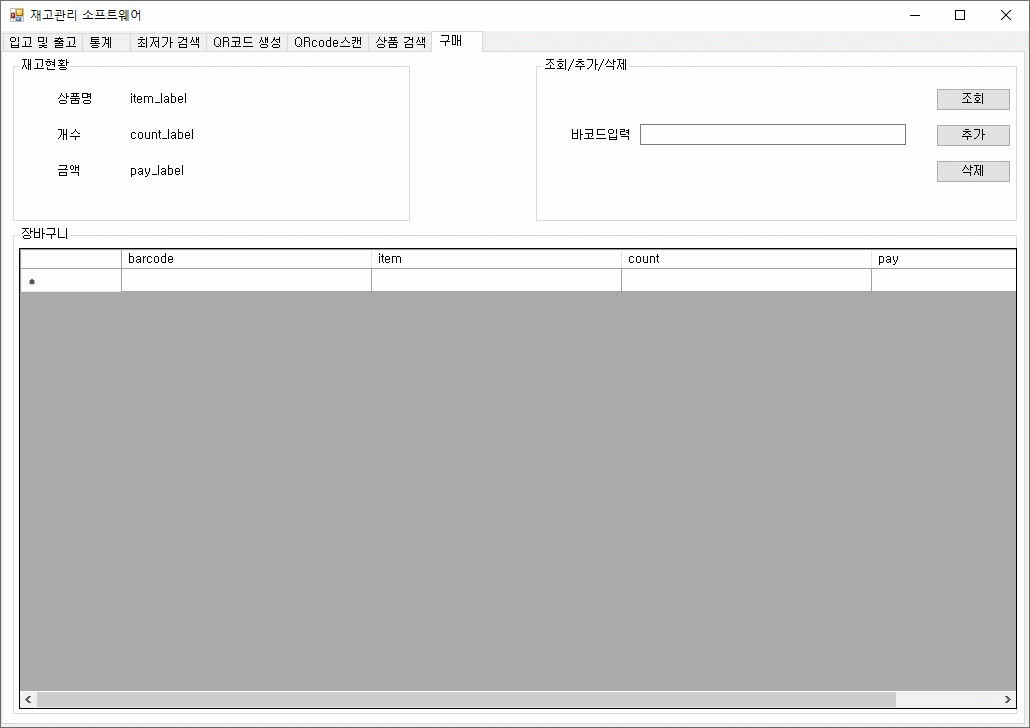 재고관리 소프트웨어
입고 및 출고 통계 최저가 검색 QR코드 생성 QRcode스캔 상품 검색 구매
재고현황
상품명 item_label
개수 count_label
금액 pay_label
조회/추가/삭제
조회
바코드입력 추가
삭제
장바구니
barcode item count pay